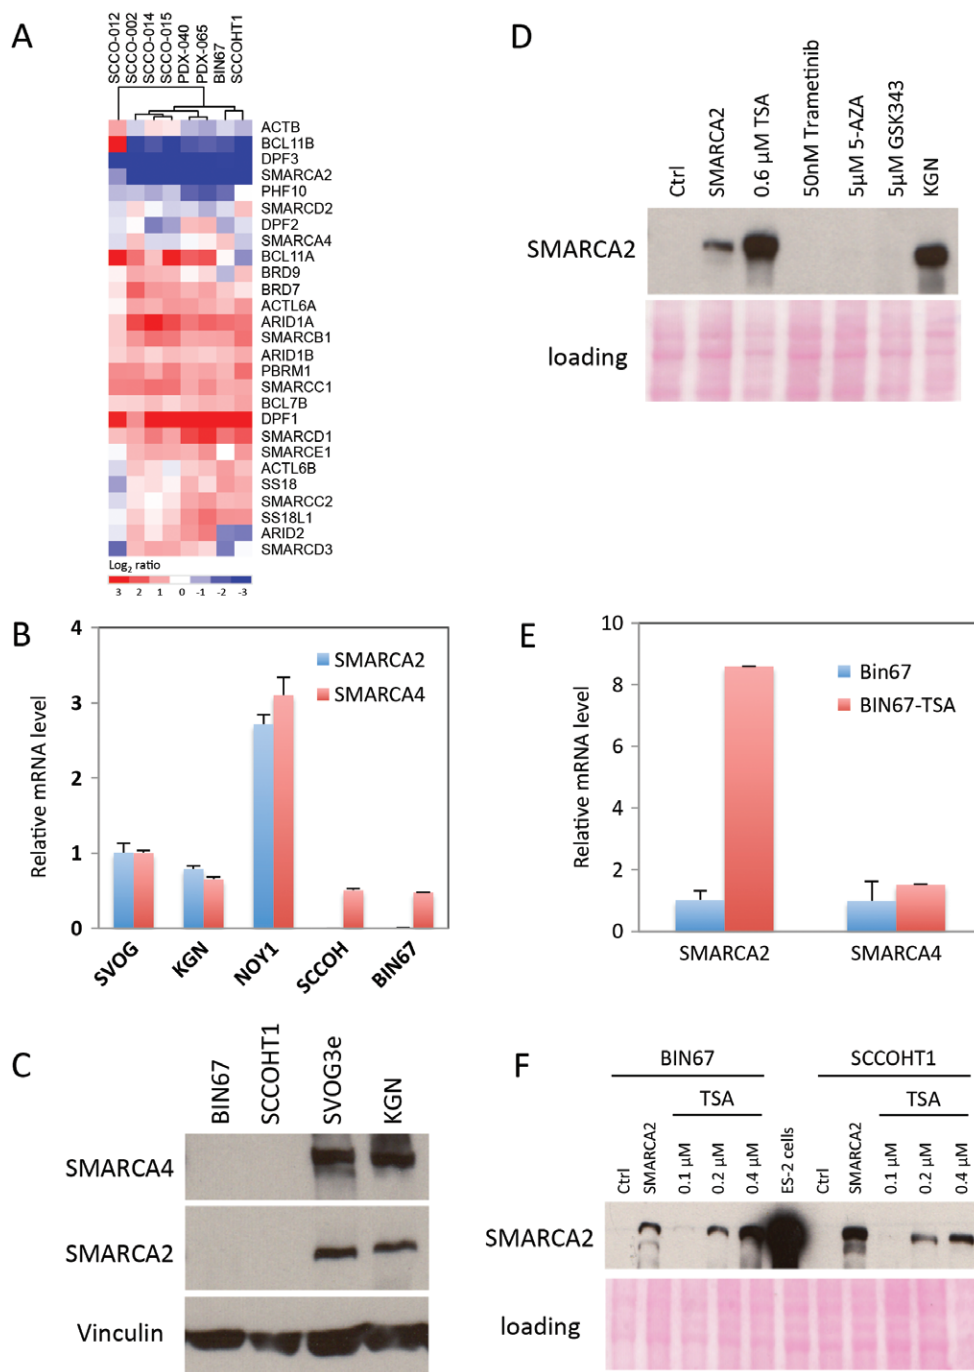 A
SCCO-012
SCCO-002
SCCO-014
SCCO-015
PDX-040
PDX-065
BIN67
SCCOHT1
ACTB
BCL11B
DPF3
SMARCA2
PHF10
SMARCD2
DPF2
SMARCA4
BCL11A
BRD9
BRD7
ACTL6A
ARID1A
SMARCB1
ARID1B
PBRM1
SMARCC1
BCL7B
DPF1
SMARCD1
SMARCE1
ACTL6B
SS18
SMARCC2
SS18L1
ARID2
SMARCD3
Log2 ratio
3 2 1 0 -1 -2 -3
B
Relative mRNA level
4
3
2
1
0
SMARCA2
SMARCA4
SVOG
KGN
NOY1
SCCOH
BIN67
C
BIN67
SCCOHT1
SVOG3e
KGN
SMARCA4
SMARCA2
Vinculin
D
Ctrl
SMARCA2
0.6 µM TSA
50nM Trametinib
5µM 5-AZA
5µM GSK343
KGN
SMARCA2
loading
E
Relative mRNA level
10
8
6
4
2
0
Bin67
BIN67-TSA
SMARCA2
SMARCA4
F
BIN67
SCCOHT1
TSA
TSA
Ctrl
SMARCA2
0.1 µM
0.2 µM
0.4 µM
ES-2 cells
Ctrl
SMARCA2
0.1 µM
0.2 µM
0.4 µM
SMARCA2
loading